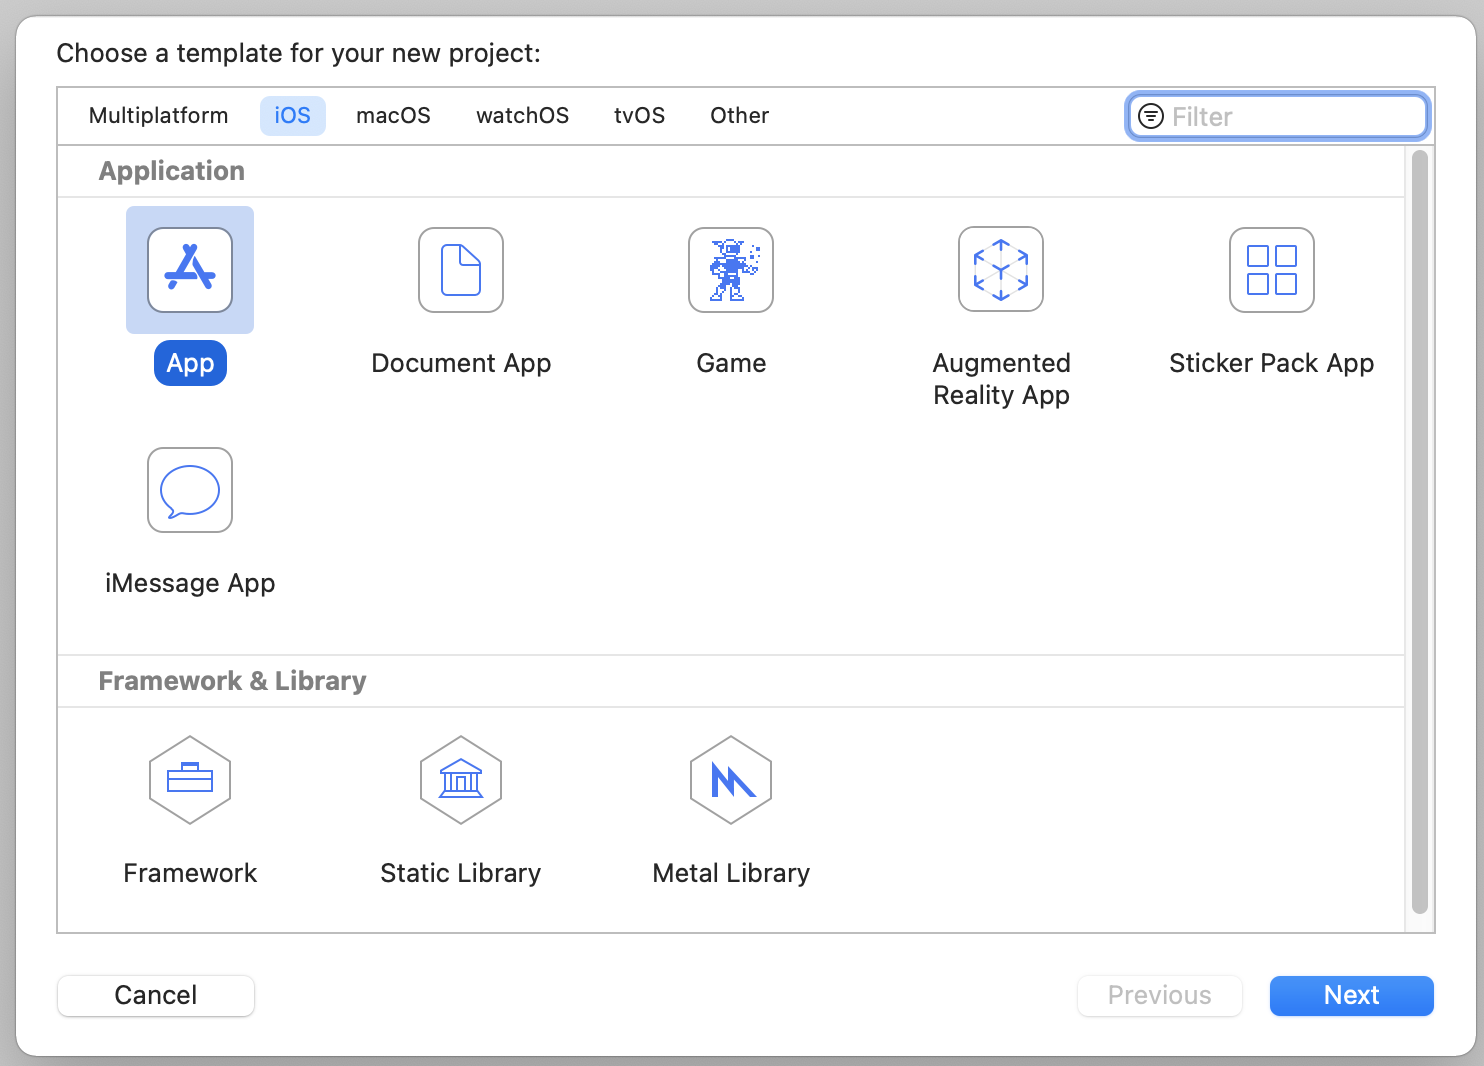 Choose a template for your new project:
Multiplatform iOS macOS watchOS tvOS Other Filter
Application
App Document App Game Augmented Reality App Sticker Pack App
iMessage App
Framework & Library
Framework Static Library Metal Library
Cancel Previous Next